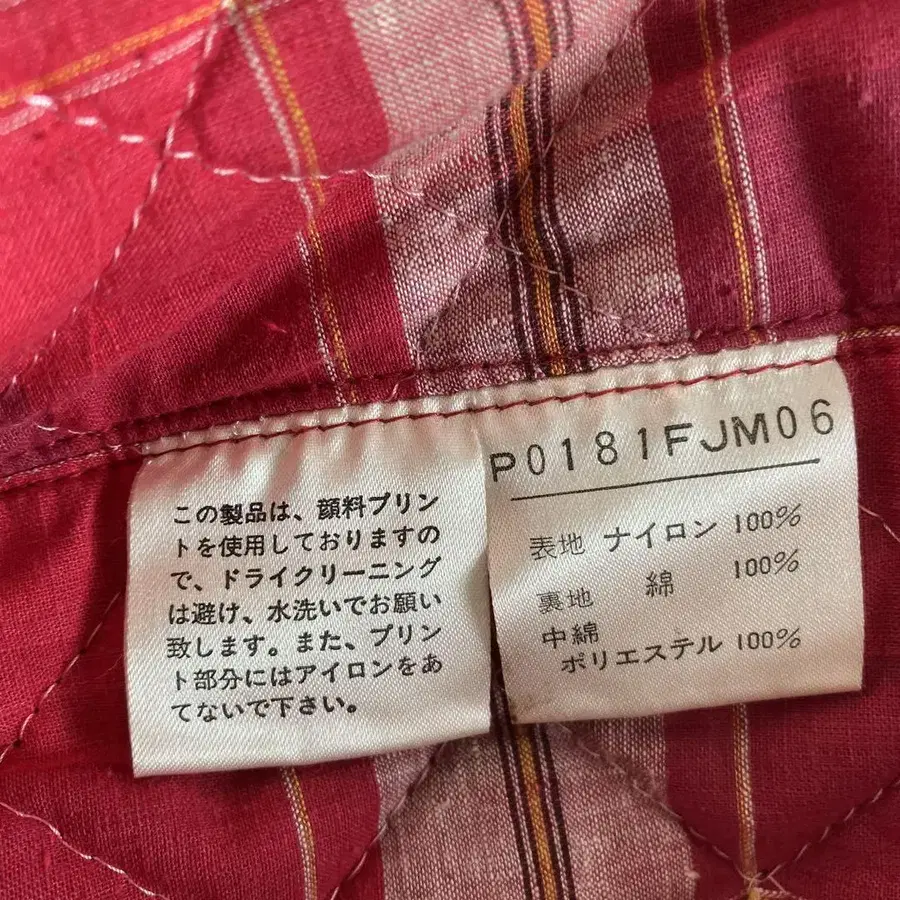 この製品は、顔料プリン
トを使用しておりますの
で、ドライクリーニング
は避け、水洗いでお願い
致します。また、プリン
ト部分にはアイロンをあ
てないで下さい。
P0181FJM06
表地 ナイロン 100%
裏地 綿 100%
中綿
ポリエステル 100%